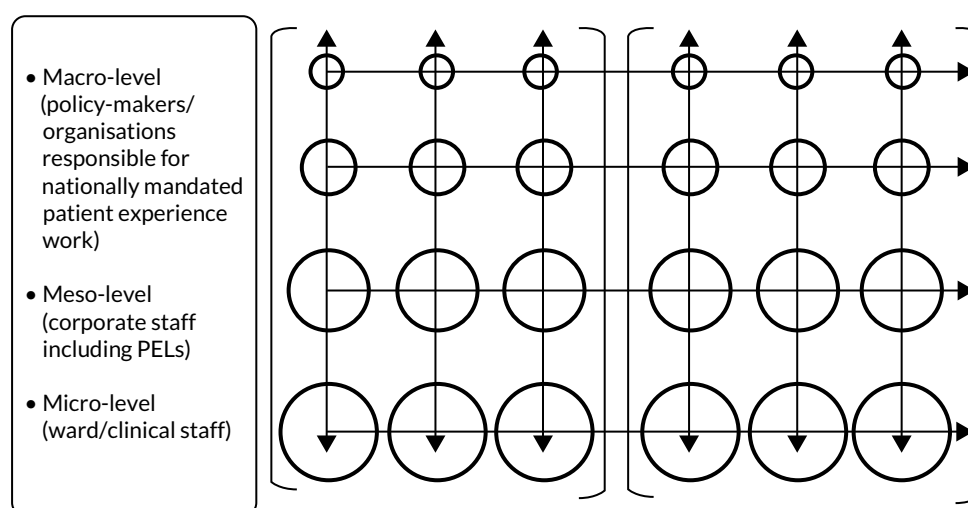 • Macro-level
(policy-makers/
organisations
responsible for
nationally mandated
patient experience
work)
• Meso-level
(corporate staff
including PELs)
• Micro-level
(ward/clinical staff)